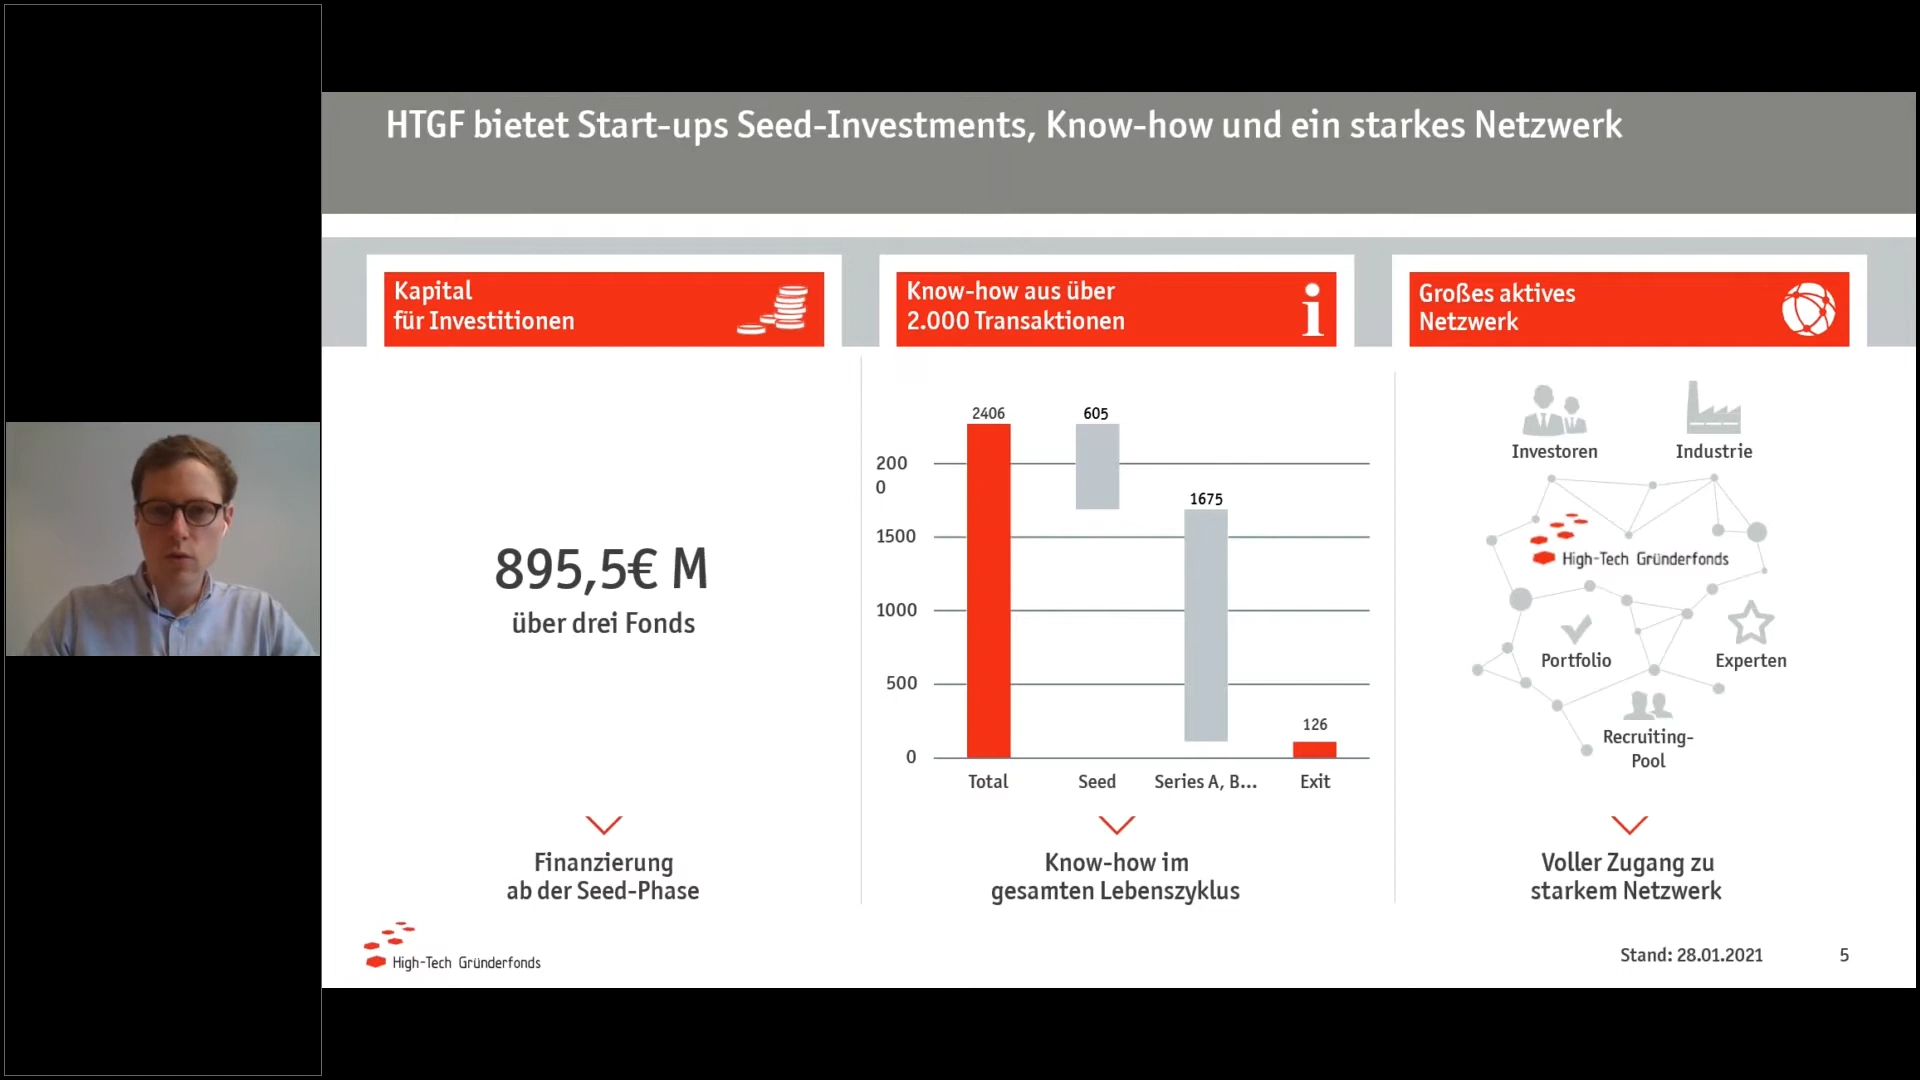 HTGF bietet Start-ups Seed-Investments, Know-how und ein starkes Netzwerk
Kapital
für Investitionen
895,5€ M
über drei Fonds
Finanzierung
ab der Seed-Phase
Know-how aus über
2.000 Transaktionen
2406
605
1675
126
200
0
1500
1000
500
0
Total
Seed
Series A, B...
Exit
Know-how im
gesamten Lebenszyklus
Großes aktives
Netzwerk
Investoren
Industrie
High-Tech Gründerfonds
Portfolio
Experten
Recruiting-
Pool
Voller Zugang zu
starkem Netzwerk
High-Tech Gründerfonds
Stand: 28.01.2021
5